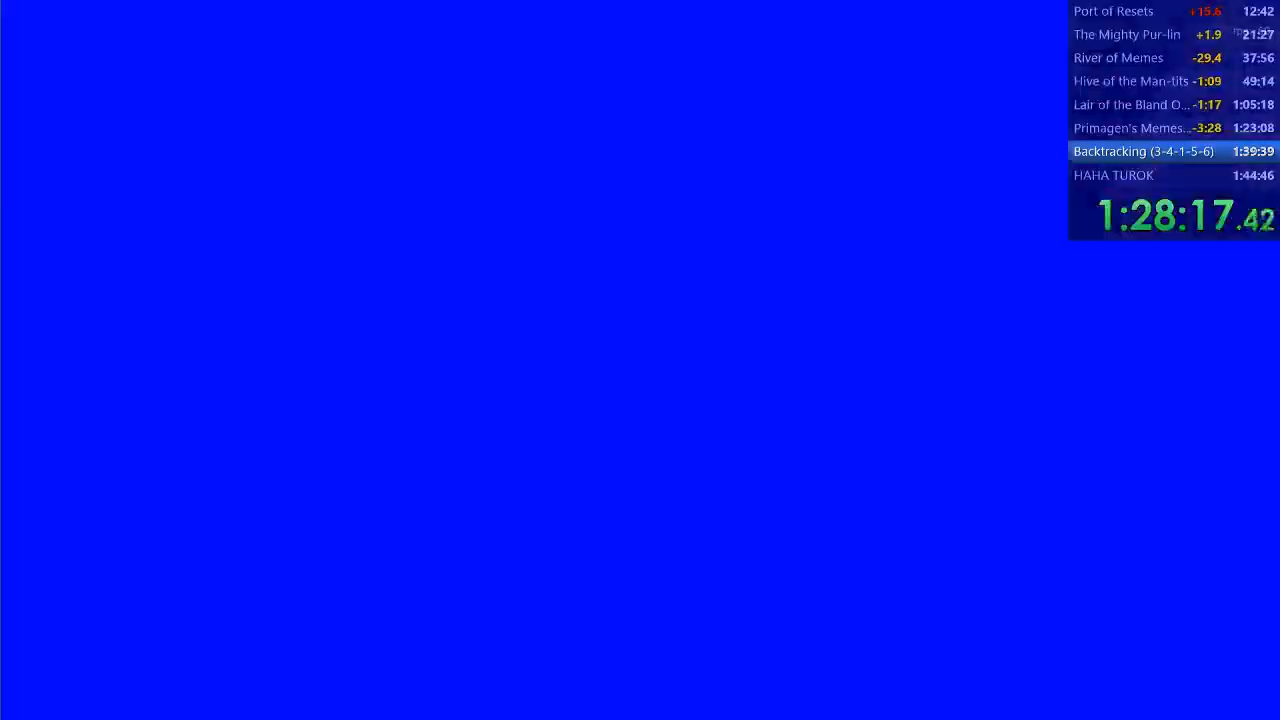 Port of Resets +15.6 12:42
The Mighty Pur-lin +1.9 21:27
River of Memes -29.4 37:56
Hive of the Man-tits -1:09 49:14
Lair of the Bland O... -1:17 1:05:18
Primagen's Memes... -3:28 1:23:08
Backtracking (3-4-1-5-6) 1:39:39
HAHA TUROK 1:44:46
1:28:17.42